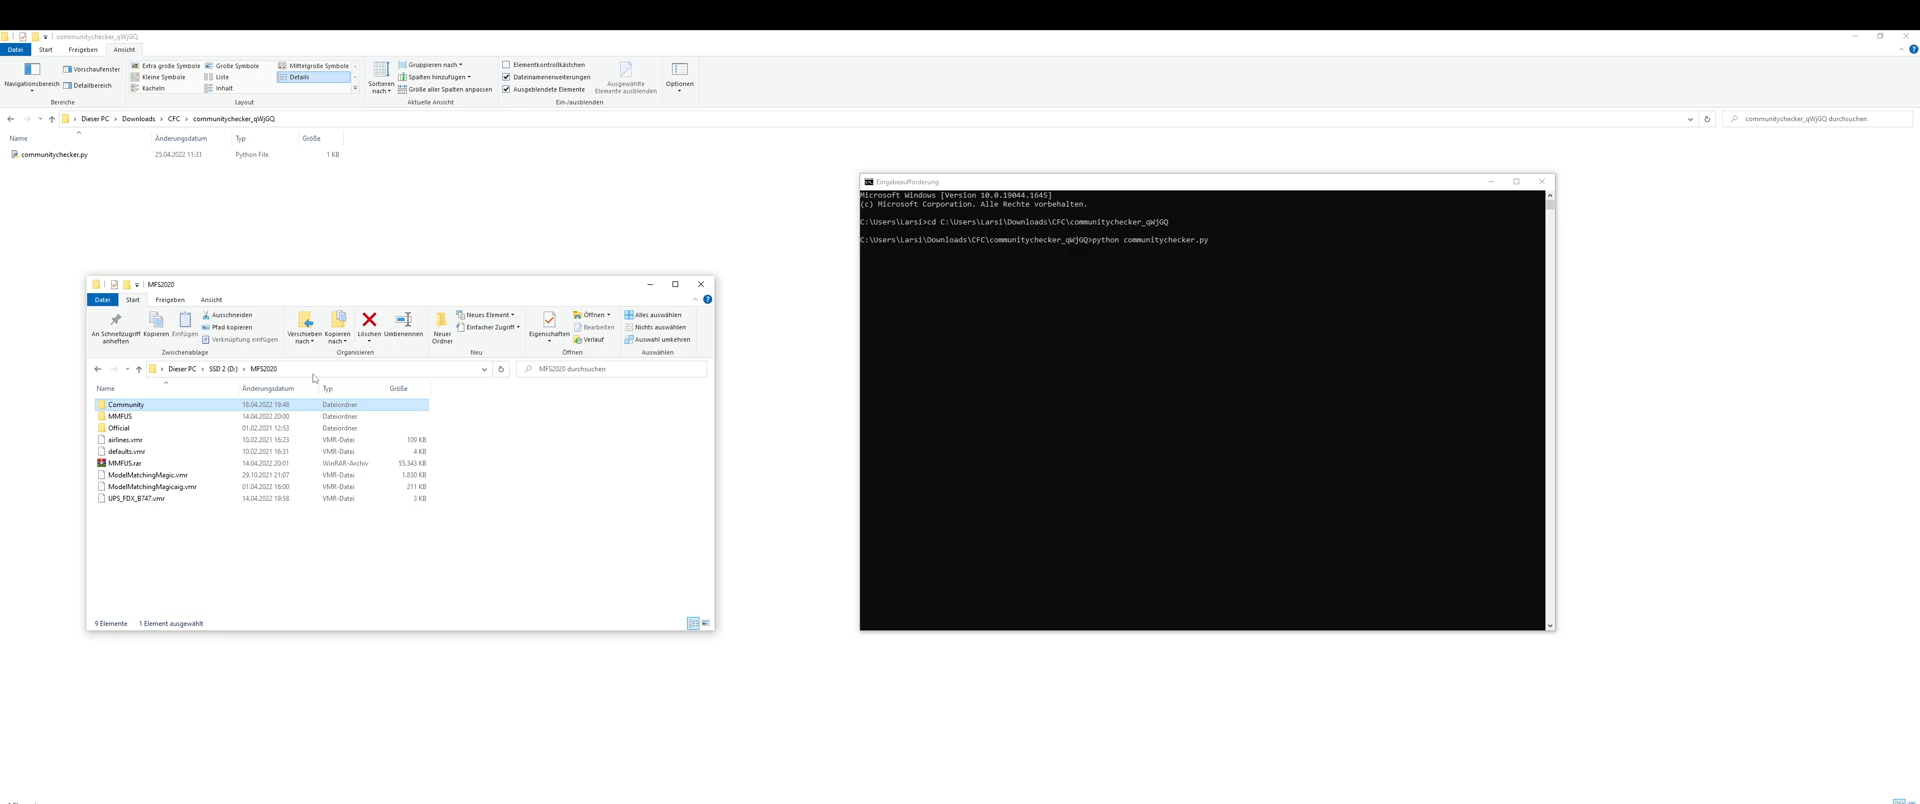 communitychecker_qWjGQ
Datei Start Freigeben Ansicht
Navigationsbereich
Vorschaufenster
Detailbereich
Bereiche
Extra große Symbole Große Symbole Mittelgroße Symbole
Kleine Symbole Liste Details
Kacheln Inhalt
Layout
Sortieren nach
Gruppieren nach
Spalten hinzufügen
Größe aller Spalten anpassen
Aktuelle Ansicht
Elementkontrollkästchen
Dateinamenerweiterungen
Ausgeblendete Elemente
Ausgewählte Elemente ausblenden
Ein-/ausblenden
Optionen
Dieser PC › Downloads › CFC › communitychecker_qWjGQ
communitychecker_qWjGQ durchsuchen
Name Änderungsdatum Typ Größe
communitychecker.py 25.04.2022 11:31 Python File 1 KB
Eingabeaufforderung
Microsoft Windows [Version 10.0.19044.1645]
(c) Microsoft Corporation. Alle Rechte vorbehalten.
C:\Users\Larsi>cd C:\Users\Larsi\Downloads\CFC\communitychecker_qWjGQ
C:\Users\Larsi\Downloads\CFC\communitychecker_qWjGQ>python communitychecker.py
MFS2020
Datei Start Freigeben Ansicht
An Schnellzugriff anheften
Kopieren
Einfügen
Ausschneiden
Pfad kopieren
Verknüpfung einfügen
Zwischenablage
Verschieben nach
Kopieren nach
Löschen
Umbenennen
Organisieren
Neuer Ordner
Neues Element
Einfacher Zugriff
Neu
Eigenschaften
Öffnen
Bearbeiten
Verlauf
Öffnen
Alles auswählen
Nichts auswählen
Auswahl umkehren
Auswählen
Dieser PC › SSD 2 (D:) › MFS2020
MFS2020 durchsuchen
Name Änderungsdatum Typ Größe
Community 18.04.2022 19:48 Dateiordner
MMFUS 14.04.2022 20:00 Dateiordner
Official 01.02.2021 12:53 Dateiordner
airlines.vmr 10.02.2021 16:23 VMR-Datei 109 KB
defaults.vmr 10.02.2021 16:31 VMR-Datei 4 KB
MMFUS.rar 14.04.2022 20:01 WinRAR-Archiv 55.343 KB
ModelMatchingMagic.vmr 29.10.2021 21:07 VMR-Datei 1.830 KB
ModelMatchingMagicaig.vmr 01.04.2022 16:00 VMR-Datei 211 KB
UPS_FDX_B747.vmr 14.04.2022 19:58 VMR-Datei 3 KB
9 Elemente 1 Element ausgewählt